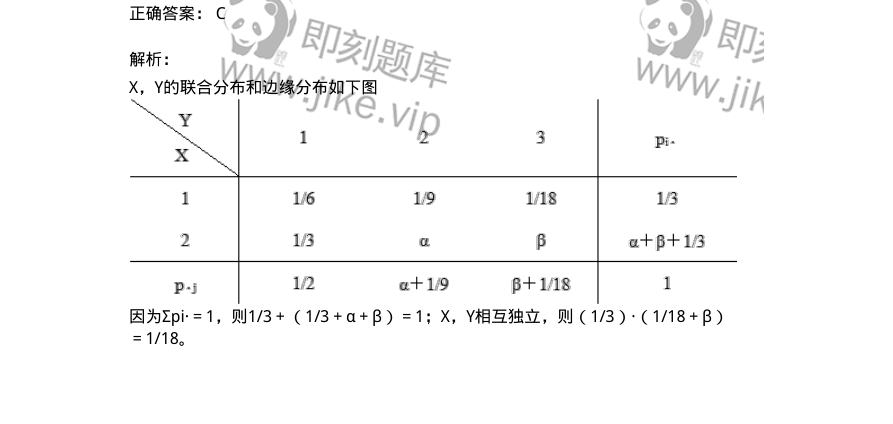 正确答案： C
即刻题库
www.jike.vip
即刻
www.jik
解析：
X，Y的联合分布和边缘分布如下图
Y
X
1 2 3 pi·
1 1/6 1/9 1/18 1/3
2 1/3 α β α＋β＋1/3
p·j 1/2 α＋1/9 β＋1/18 1
因为Σpi· = 1，则1/3 +（1/3 + α + β）= 1；X，Y相互独立，则（1/3）·（1/18 + β）
= 1/18。